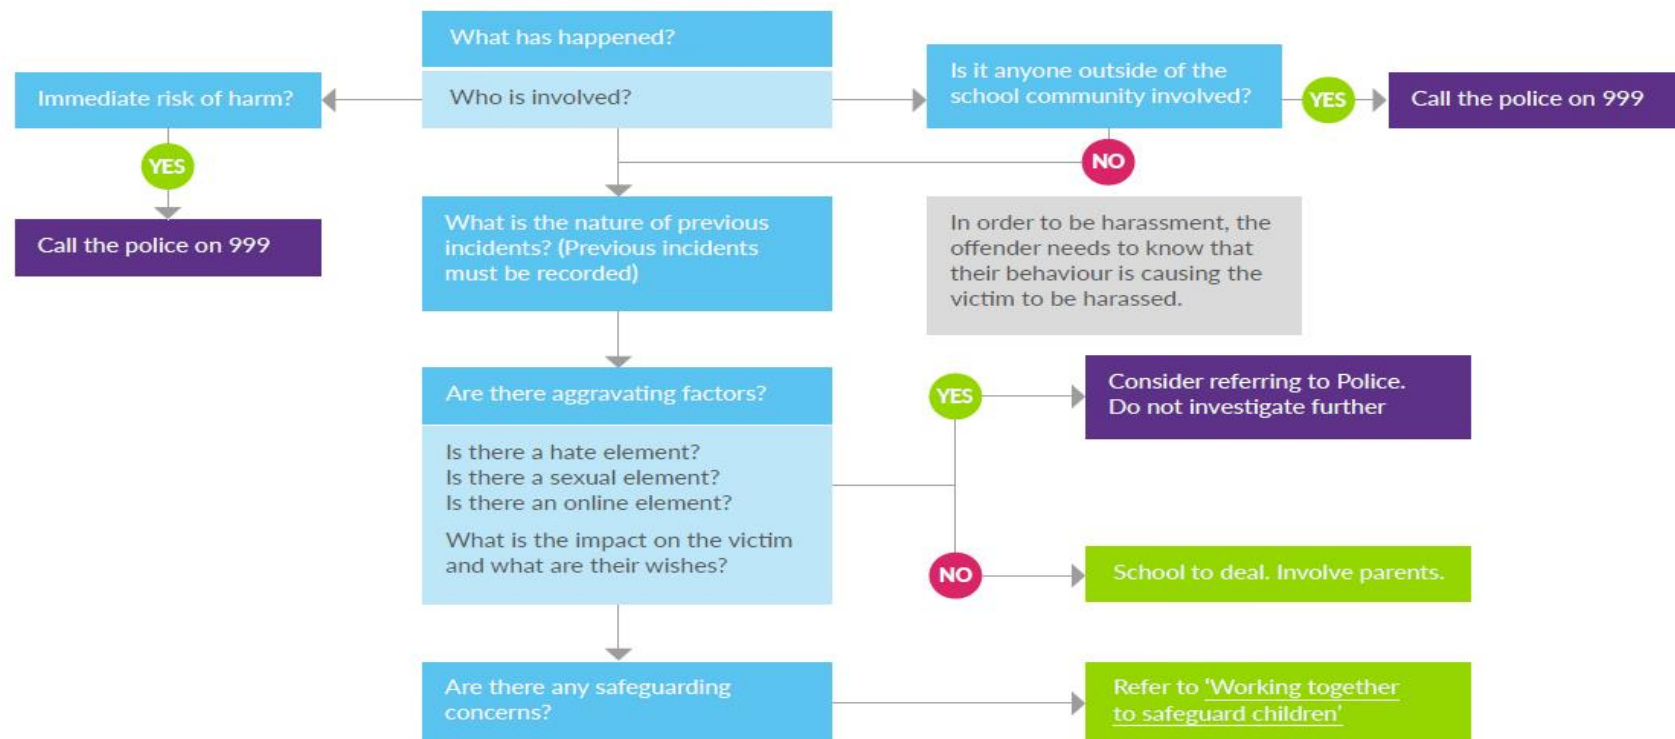 What has happened?
Who is involved?
Immediate risk of harm?
YES
Call the police on 999
Is it anyone outside of the
school community involved?
YES
Call the police on 999
NO
In order to be harassment, the
offender needs to know that
their behaviour is causing the
victim to be harassed.
What is the nature of previous
incidents? (Previous incidents
must be recorded)
Are there aggravating factors?
Is there a hate element?
Is there a sexual element?
Is there an online element?
What is the impact on the victim
and what are their wishes?
YES
Consider referring to Police.
Do not investigate further
NO
School to deal. Involve parents.
Are there any safeguarding
concerns?
Refer to 'Working together
to safeguard children'